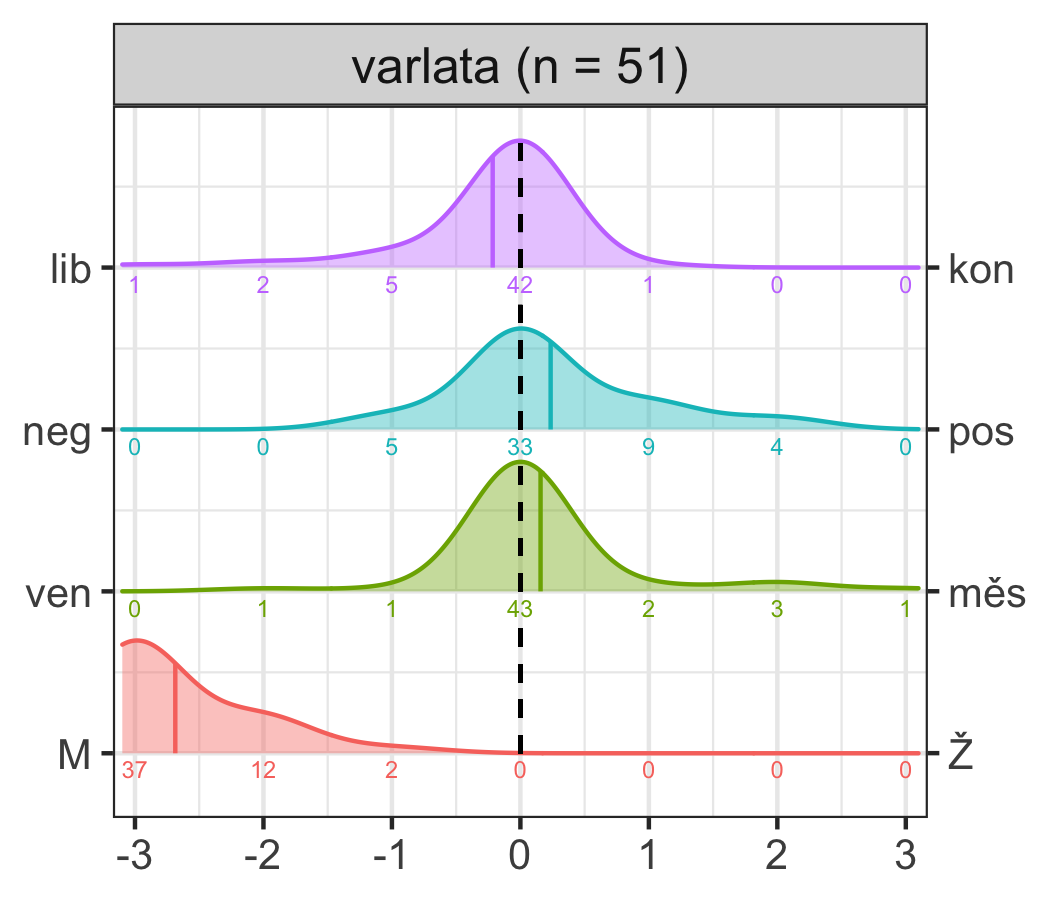 varlata (n = 51)
lib kon
1 2 5 42 1 0 0
neg pos
0 0 5 33 9 4 0
ven měs
0 1 1 43 2 3 1
M Ž
37 12 2 0 0 0 0
-3 -2 -1 0 1 2 3